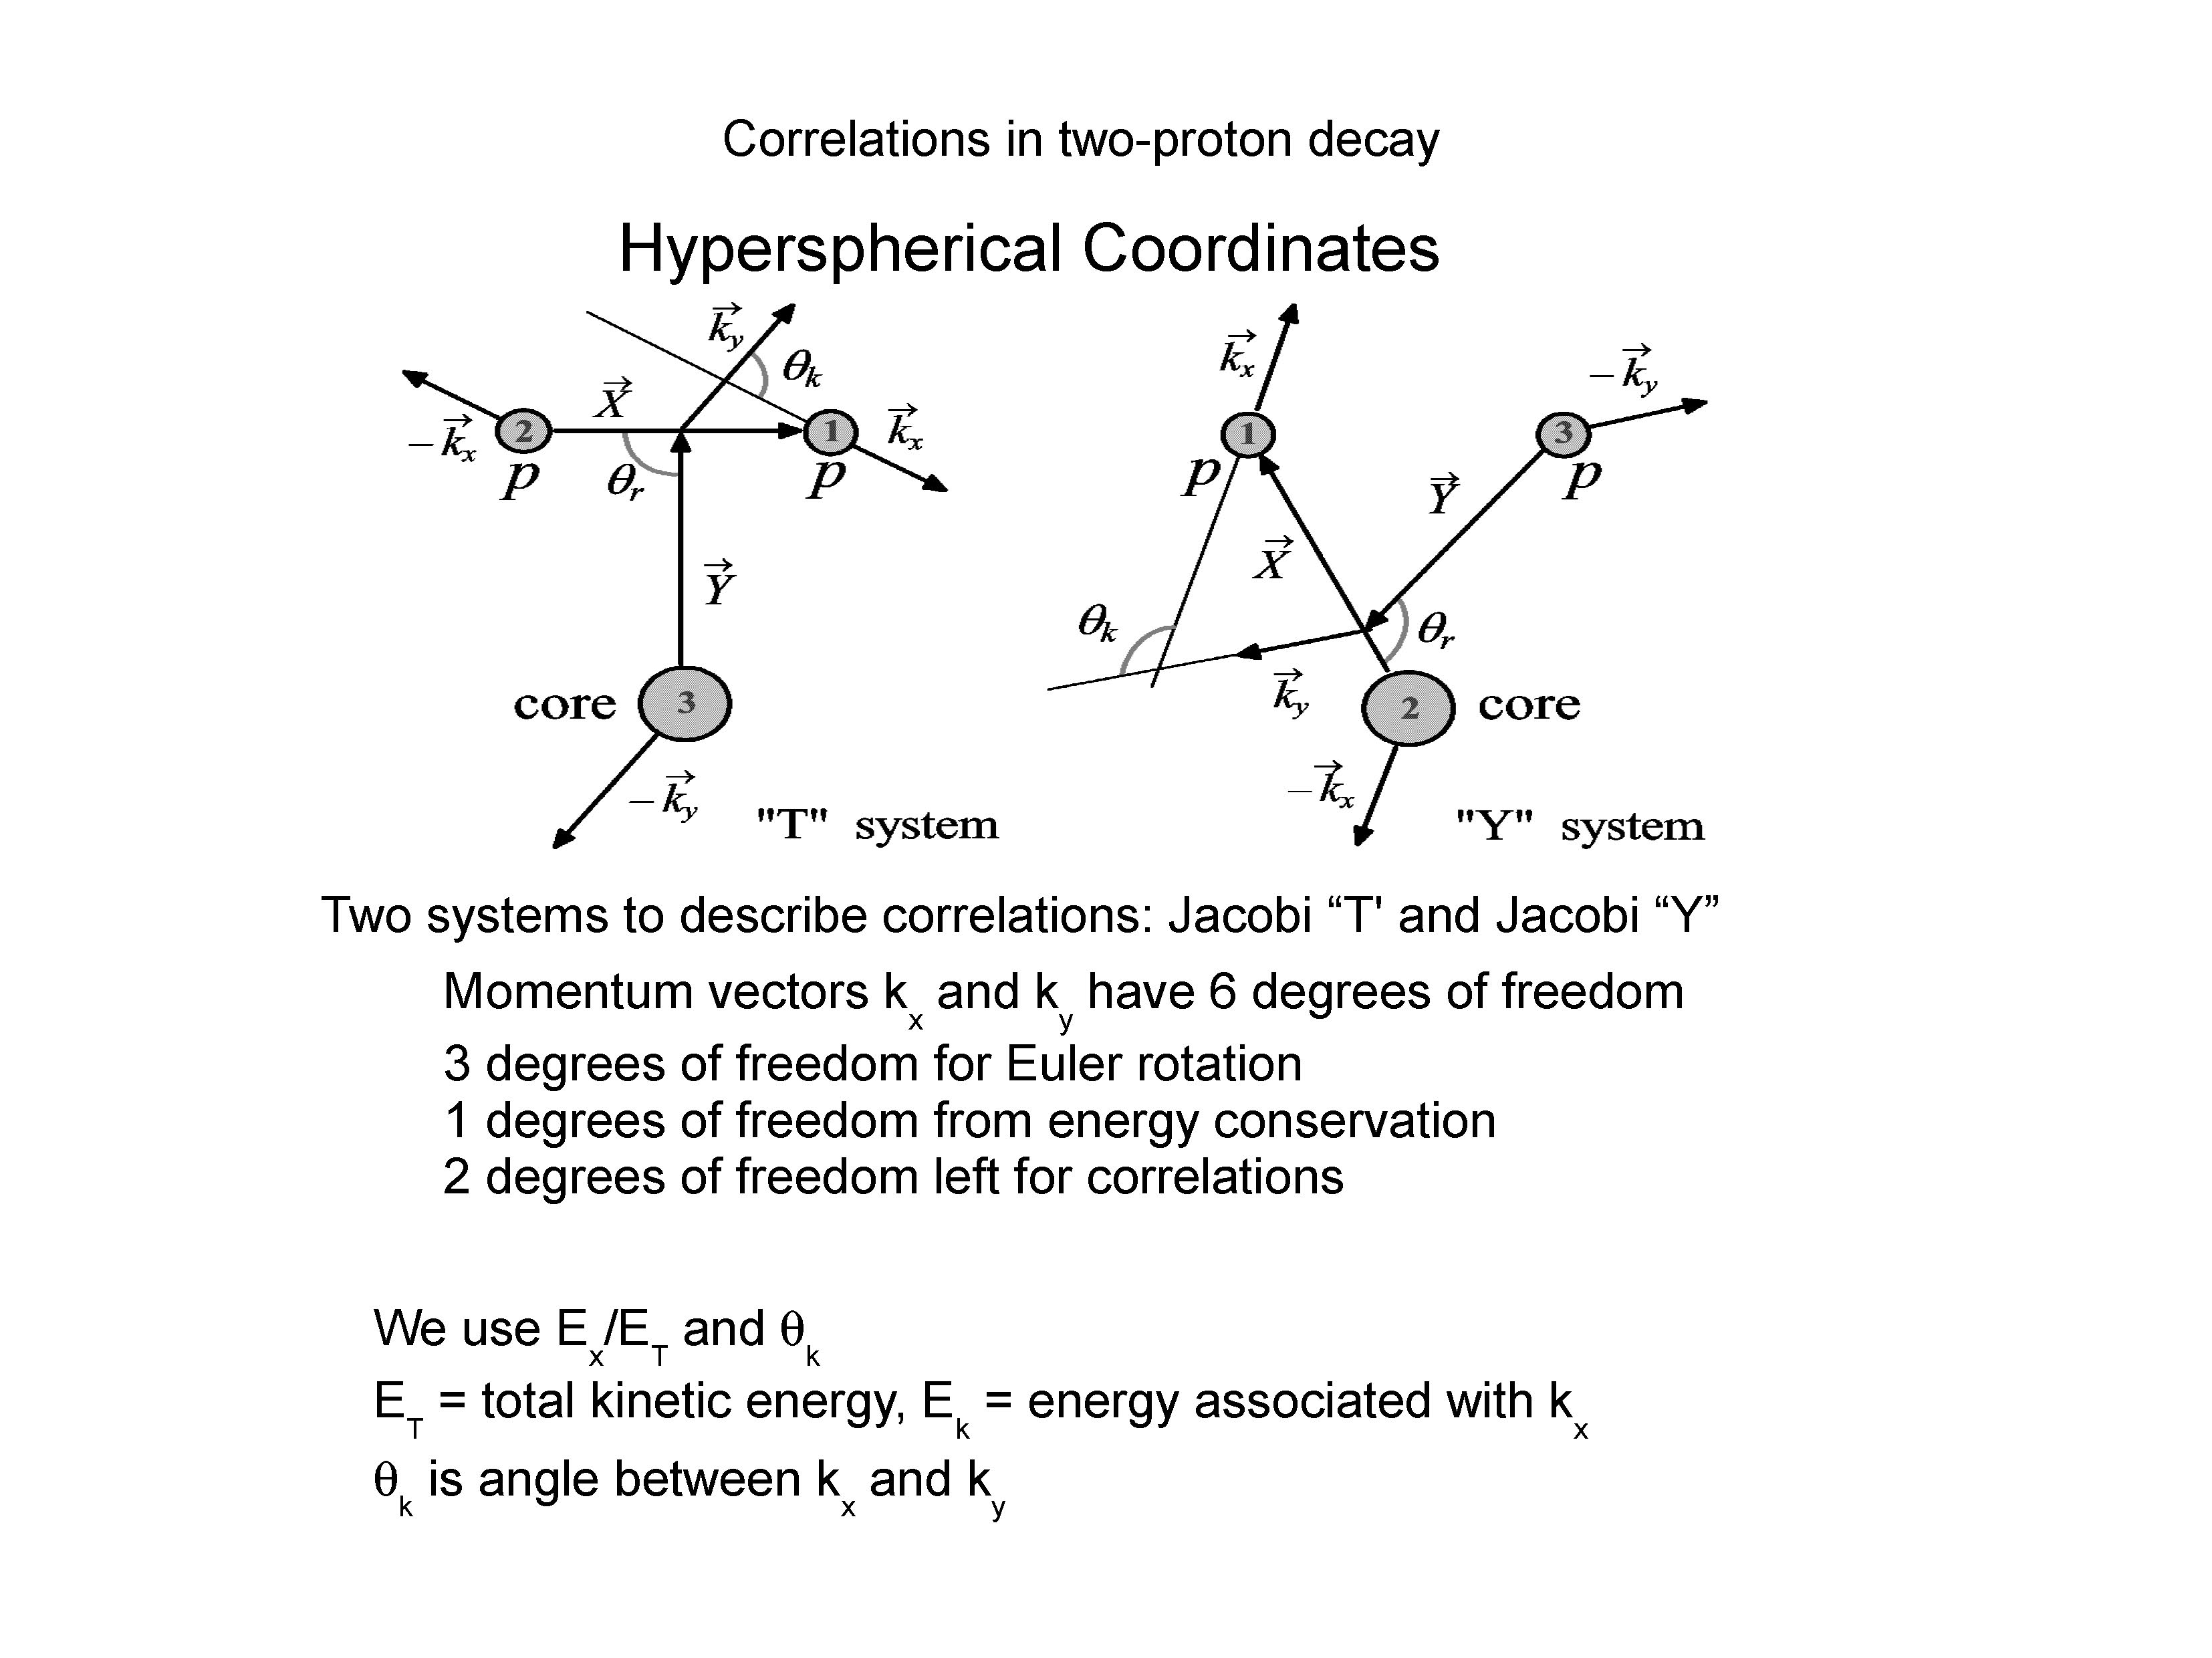 Correlations in two-proton decay
Hyperspherical Coordinates
k⃗y
θk
X⃗
−k⃗x
2
1
k⃗x
p
θr
p
Y⃗
core
3
−k⃗y
"T" system
k⃗x
−k⃗y
1
3
p
p
Y⃗
X⃗
θk
θr
k⃗y
2
core
−k⃗x
"Y" system
Two systems to describe correlations: Jacobi “T' and Jacobi “Y”
Momentum vectors kx and ky have 6 degrees of freedom
3 degrees of freedom for Euler rotation
1 degrees of freedom from energy conservation
2 degrees of freedom left for correlations
We use Ex/ET and θk
ET = total kinetic energy, Ek = energy associated with kx
θk is angle between kx and ky